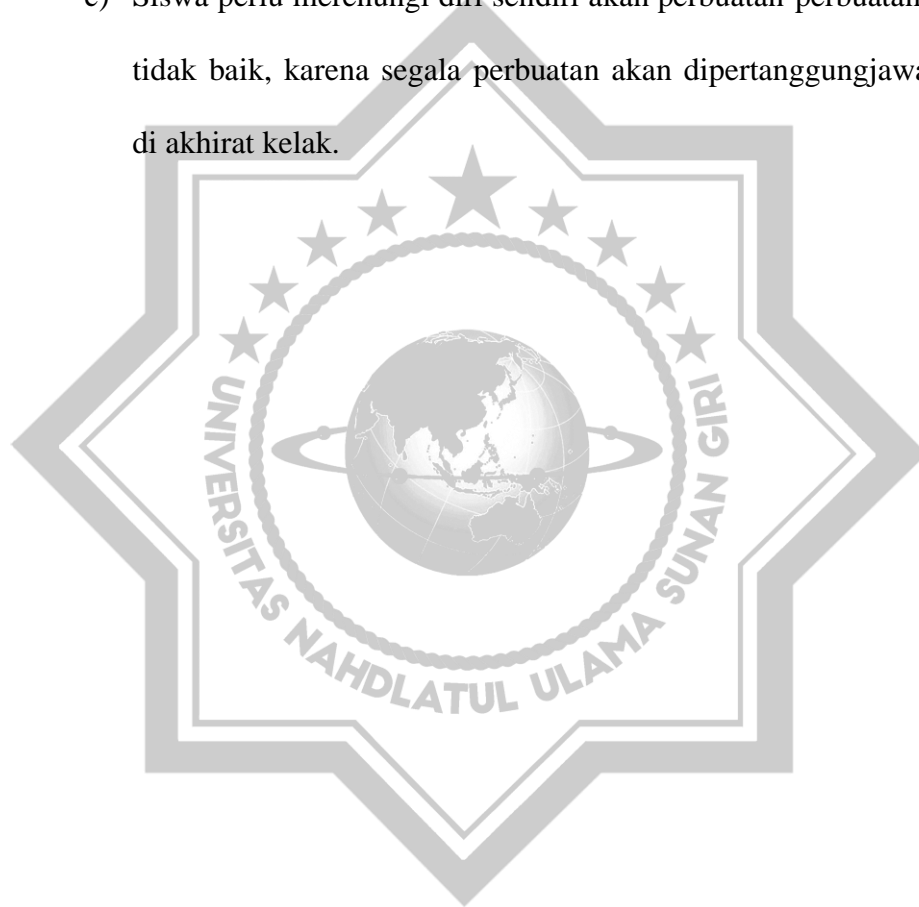 c) Siswa perlu merenungi diri sendiri akan perbuatan-perbuatan
tidak baik, karena segala perbuatan akan dipertanggungjawa
di akhirat kelak.
UNIVERSITAS NAHDLATUL ULAMA SUNAN GIRI